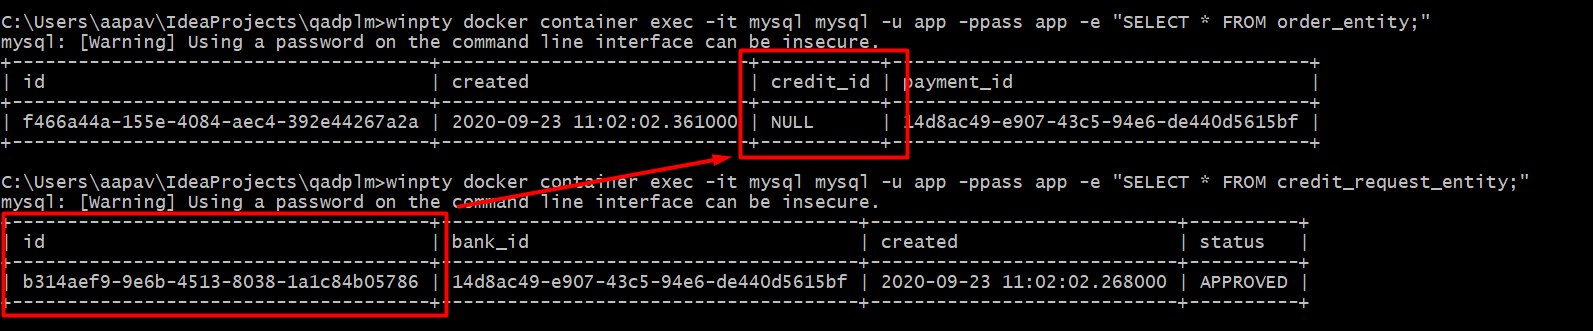 C:\Users\aapav\IdeaProjects\qadplm>winpty docker container exec -it mysql mysql -u app -ppass app -e "SELECT * FROM order_entity;"
mysql: [Warning] Using a password on the command line interface can be insecure.
+--------------------------------------+----------------------------+-----------+--------------------------------------+
| id                                   | created                    | credit_id | payment_id                           |
+--------------------------------------+----------------------------+-----------+--------------------------------------+
| f466a44a-155e-4084-aec4-392e44267a2a | 2020-09-23 11:02:02.361000 | NULL      | 14d8ac49-e907-43c5-94e6-de440d5615bf |
+--------------------------------------+----------------------------+-----------+--------------------------------------+
C:\Users\aapav\IdeaProjects\qadplm>winpty docker container exec -it mysql mysql -u app -ppass app -e "SELECT * FROM credit_request_entity;"
mysql: [Warning] Using a password on the command line interface can be insecure.
+--------------------------------------+--------------------------------------+----------------------------+----------+
| id                                   | bank_id                              | created                    | status   |
+--------------------------------------+--------------------------------------+----------------------------+----------+
| b314aef9-9e6b-4513-8038-1a1c84b05786 | 14d8ac49-e907-43c5-94e6-de440d5615bf | 2020-09-23 11:02:02.268000 | APPROVED |
+--------------------------------------+--------------------------------------+----------------------------+----------+